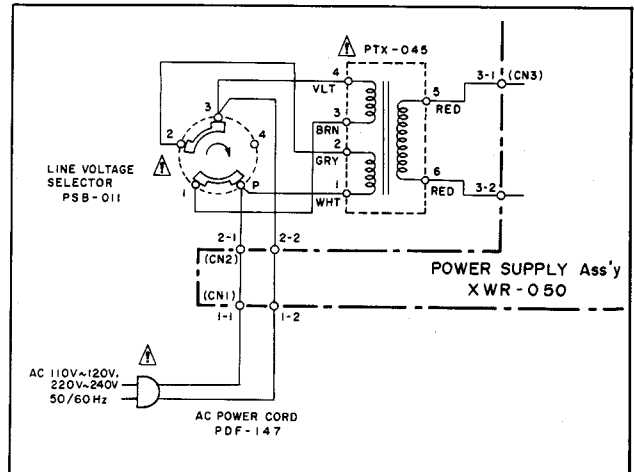 PTX-045
3-1 (CN3)
4
VLT
5
RED
3
3
BRN
2
4
2
GRY
LINE VOLTAGE
SELECTOR
PSB-011
1
P
1
WHT
6
RED
3-2
2-1
2-2
(CN2)
POWER SUPPLY Ass'y
XWR-050
(CN1)
1-1
1-2
AC 110V~120V,
220V~240V
50/60Hz
AC POWER CORD
PDF-147